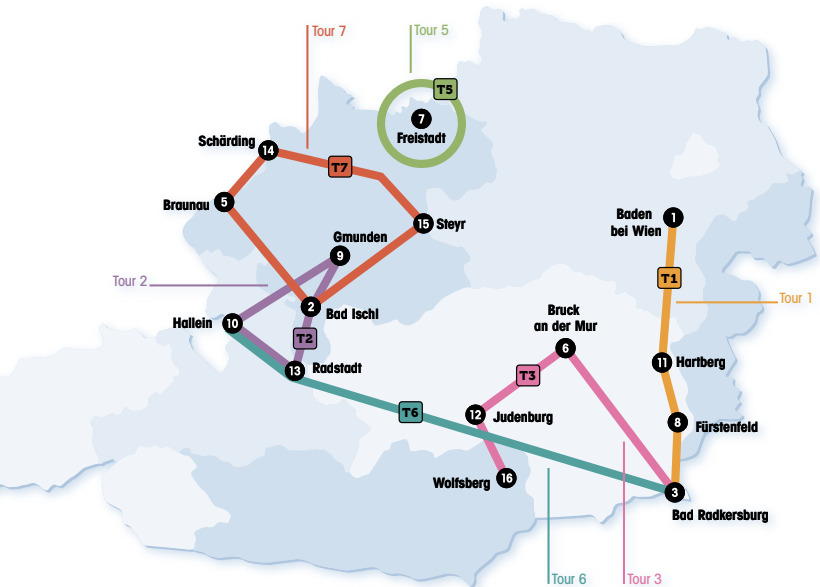 Tour 7
Tour 5
T5
7
Freistadt
Schärding
14
T7
Braunau
5
15
Steyr
Baden
bei Wien
1
Gmunden
9
Tour 2
T1
Tour 1
2
Bad Ischl
Hallein
10
T2
Bruck
an der Mur
6
13
Radstadt
11
Hartberg
T3
T6
12
Judenburg
8
Fürstenfeld
Wolfsberg
16
3
Bad Radkersburg
Tour 6
Tour 3